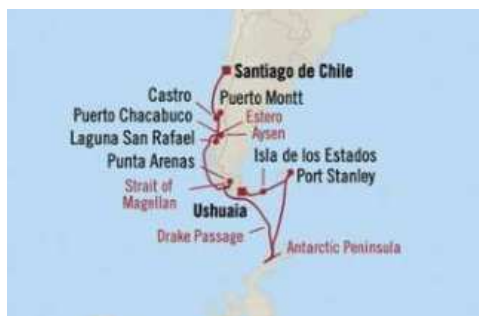 Santiago de Chile
Castro
Puerto Montt
Puerto Chacabuco
Estero
Aysen
Laguna San Rafael
Punta Arenas
Isla de los Estados
Port Stanley
Strait of
Magellan
Ushuaia
Drake Passage
Antarctic Peninsula